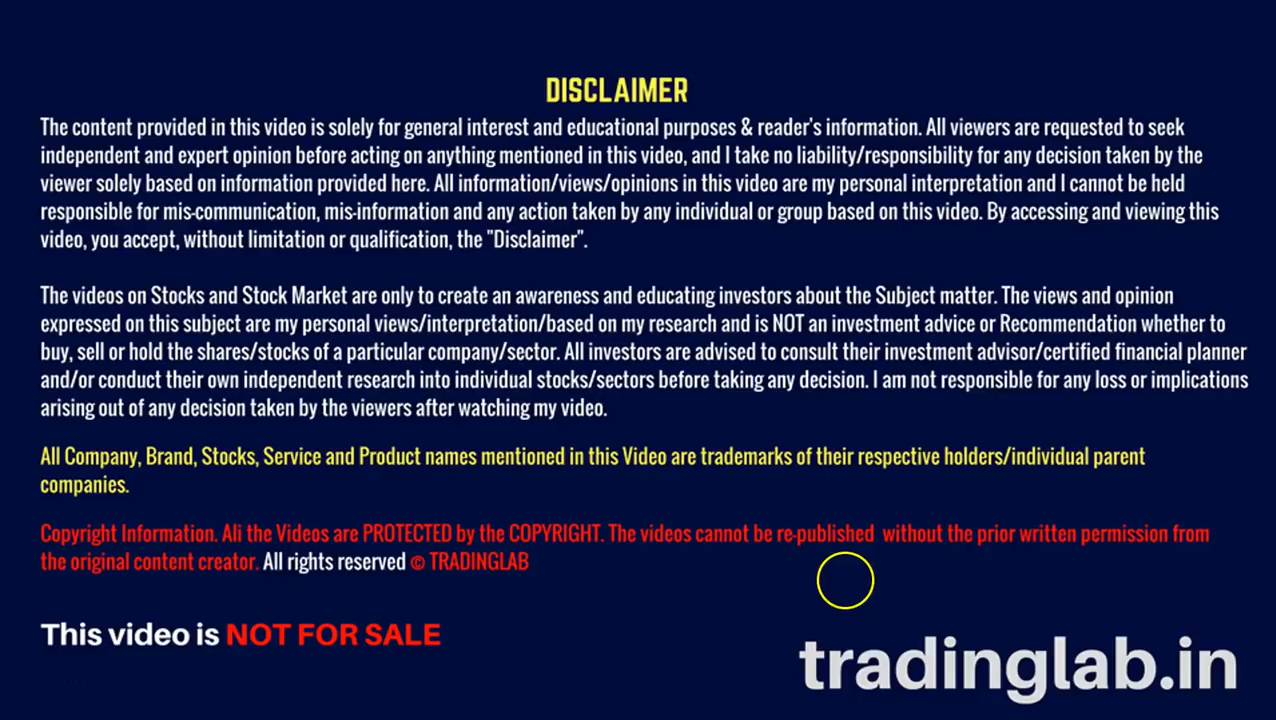 DISCLAIMER
The content provided in this video is solely for general interest and educational purposes & reader's information. All viewers are requested to seek
independent and expert opinion before acting on anything mentioned in this video, and I take no liability/responsibility for any decision taken by the
viewer solely based on information provided here. All information/views/opinions in this video are my personal interpretation and I cannot be held
responsible for mis-communication, mis-information and any action taken by any individual or group based on this video. By accessing and viewing this
video, you accept, without limitation or qualification, the "Disclaimer".
The videos on Stocks and Stock Market are only to create an awareness and educating investors about the Subject matter. The views and opinion
expressed on this subject are my personal views/interpretation/based on my research and is NOT an investment advice or Recommendation whether to
buy, sell or hold the shares/stocks of a particular company/sector. All investors are advised to consult their investment advisor/certified financial planner
and/or conduct their own independent research into individual stocks/sectors before taking any decision. I am not responsible for any loss or implications
arising out of any decision taken by the viewers after watching my video.
All Company, Brand, Stocks, Service and Product names mentioned in this Video are trademarks of their respective holders/individual parent
companies.
Copyright Information. Ali the Videos are PROTECTED by the COPYRIGHT. The videos cannot be re-published without the prior written permission from
the original content creator. All rights reserved © TRADINGLAB
This video is NOT FOR SALE
tradinglab.in